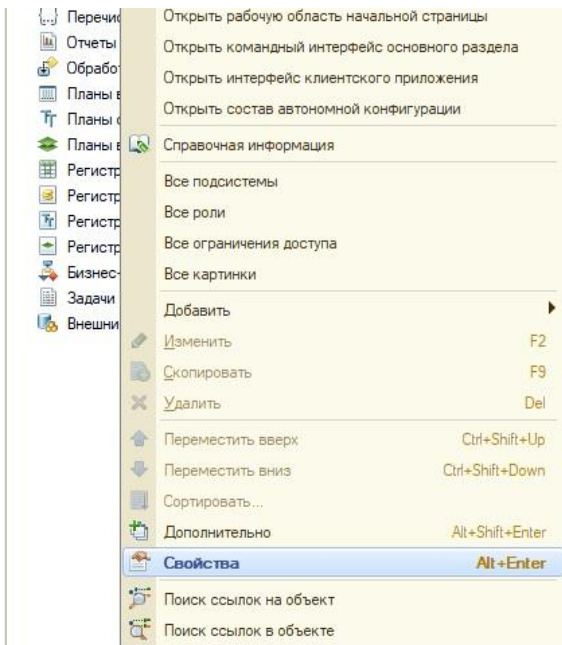 Перечис
Отчеты
Обрабо
Планы в
Планы с
Планы в
Регистр
Регистр
Регистр
Регистр
Бизнес-
Задачи
Внешни
Открыть рабочую область начальной страницы
Открыть командный интерфейс основного раздела
Открыть интерфейс клиентского приложения
Открыть состав автономной конфигурации
Справочная информация
Все подсистемы
Все роли
Все ограничения доступа
Все картинки
Добавить
Изменить F2
Скопировать F9
Удалить Del
Переместить вверх Ctrl+Shift+Up
Переместить вниз Ctrl+Shift+Down
Сортировать...
Дополнительно Alt+Shift+Enter
Свойства Alt+Enter
Поиск ссылок на объект
Поиск ссылок в объекте